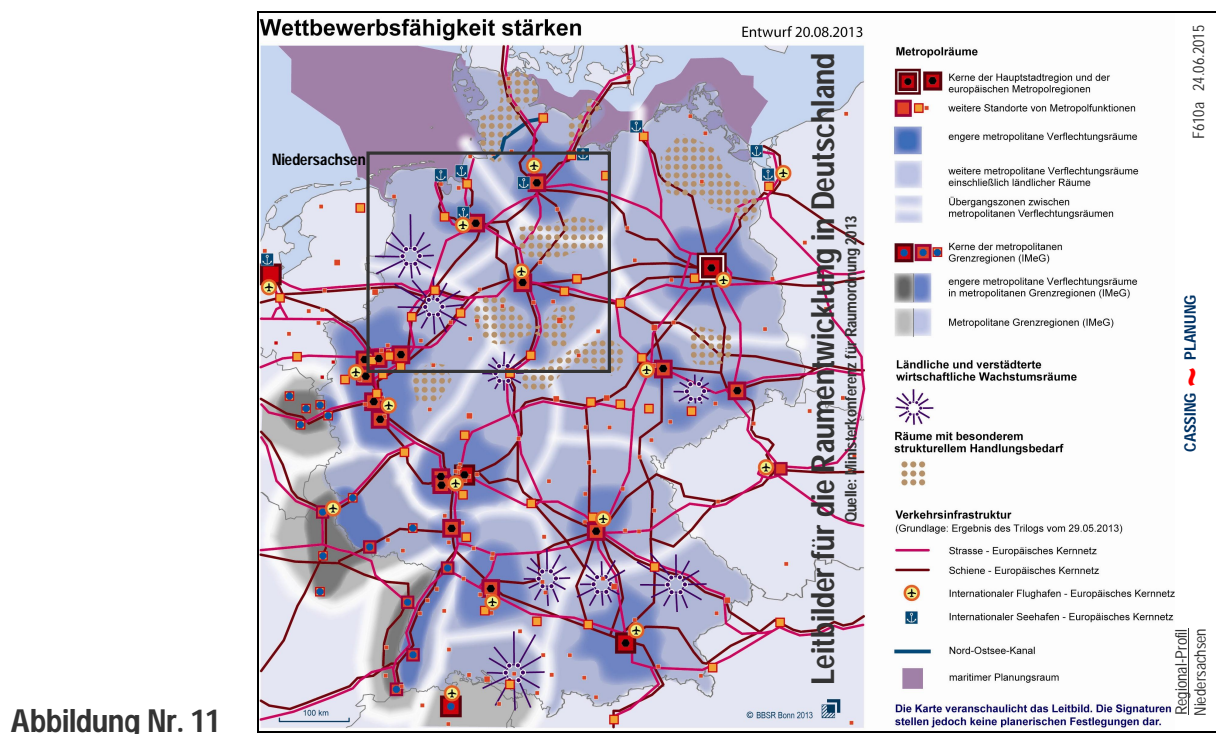 Wettbewerbsfähigkeit stärken
Entwurf 20.08.2013
Niedersachsen
Leitbilder für die Raumentwicklung in Deutschland
Quelle: Ministerkonferenz für Raumordnung 2013
100 km
© BBSR Bonn 2013
Metropolräume
Kerne der Hauptstadtregion und der
europäischen Metropolregionen
weitere Standorte von Metropolfunktionen
engere metropolitane Verflechtungsräume
weitere metropolitane Verflechtungsräume
einschließlich ländlicher Räume
Übergangszonen zwischen
metropolitanen Verflechtungsräumen
Kerne der metropolitanen
Grenzregionen (IMeG)
engere metropolitane Verflechtungsräume
in metropolitanen Grenzregionen (IMeG)
Metropolitane Grenzregionen (IMeG)
Ländliche und verstädterte
wirtschaftliche Wachstumsräume
Räume mit besonderem
strukturellem Handlungsbedarf
Verkehrsinfrastruktur
(Grundlage: Ergebnis des Trilogs vom 29.05.2013)
Strasse - Europäisches Kernnetz
Schiene - Europäisches Kernnetz
Internationaler Flughafen - Europäisches Kernnetz
Internationaler Seehafen - Europäisches Kernnetz
Nord-Ostsee-Kanal
maritimer Planungsraum
Die Karte veranschaulicht das Leitbild. Die Signaturen
stellen jedoch keine planerischen Festlegungen dar.
F610a 24.06.2015
CASSING ~ PLANUNG
Regional-Profil
Niedersachsen
Abbildung Nr. 11